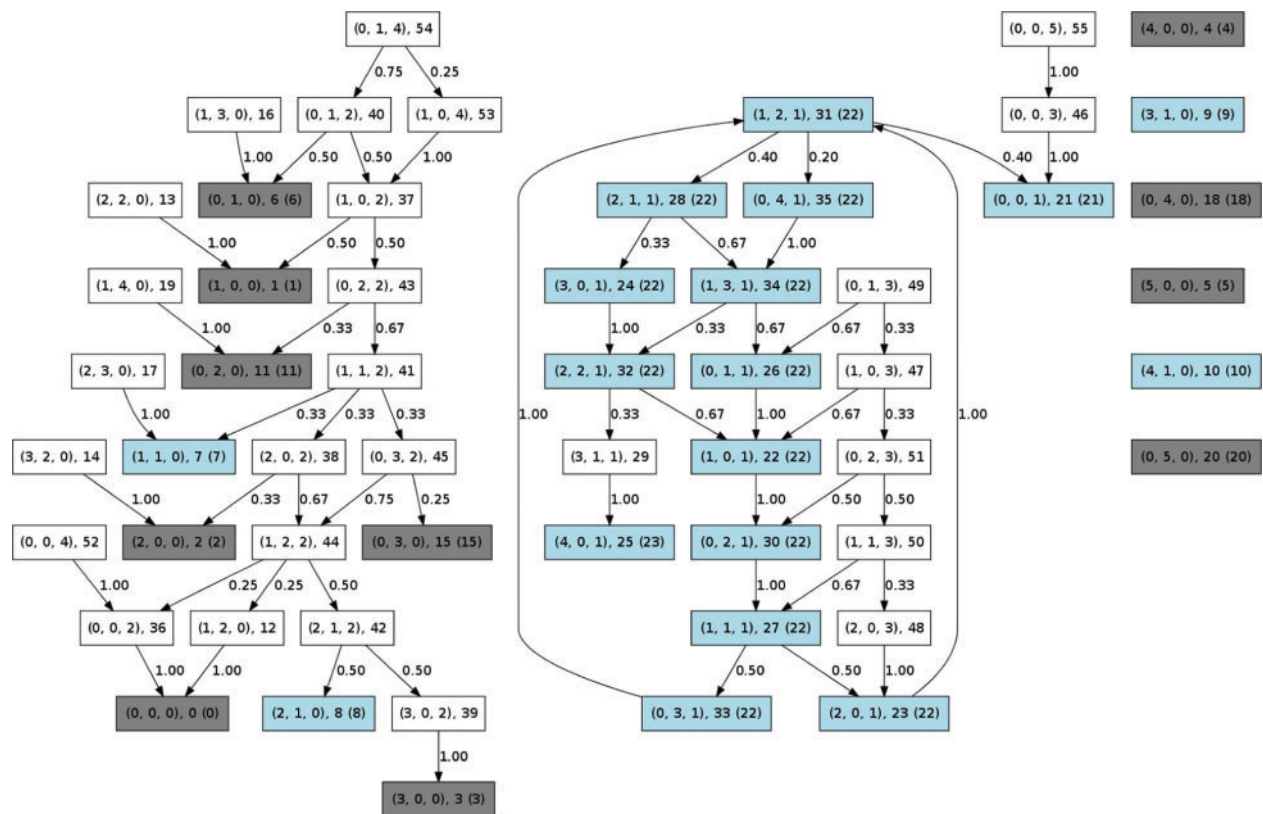 (0, 1, 4), 54
(0, 0, 5), 55
(4, 0, 0), 4 (4)
0.75
0.25
1.00
(1, 3, 0), 16
(0, 1, 2), 40
(1, 0, 4), 53
(1, 2, 1), 31 (22)
(0, 0, 3), 46
(3, 1, 0), 9 (9)
1.00
0.50
0.50
1.00
0.40
0.20
0.40
1.00
(2, 2, 0), 13
(0, 1, 0), 6 (6)
(1, 0, 2), 37
(2, 1, 1), 28 (22)
(0, 4, 1), 35 (22)
(0, 0, 1), 21 (21)
(0, 4, 0), 18 (18)
1.00
0.50
0.50
0.33
0.67
1.00
(1, 4, 0), 19
(1, 0, 0), 1 (1)
(0, 2, 2), 43
(3, 0, 1), 24 (22)
(1, 3, 1), 34 (22)
(0, 1, 3), 49
(5, 0, 0), 5 (5)
1.00
0.33
0.67
1.00
0.33
0.67
0.67
0.33
(2, 3, 0), 17
(0, 2, 0), 11 (11)
(1, 1, 2), 41
(2, 2, 1), 32 (22)
(0, 1, 1), 26 (22)
(1, 0, 3), 47
(4, 1, 0), 10 (10)
1.00
0.33
0.33
0.33
1.00
0.33
0.67
1.00
0.67
0.33
1.00
(3, 2, 0), 14
(1, 1, 0), 7 (7)
(2, 0, 2), 38
(0, 3, 2), 45
(3, 1, 1), 29
(1, 0, 1), 22 (22)
(0, 2, 3), 51
(0, 5, 0), 20 (20)
1.00
0.33
0.67
0.75
0.25
1.00
1.00
0.50
0.50
(0, 0, 4), 52
(2, 0, 0), 2 (2)
(1, 2, 2), 44
(0, 3, 0), 15 (15)
(4, 0, 1), 25 (23)
(0, 2, 1), 30 (22)
(1, 1, 3), 50
1.00
0.25
0.25
0.50
1.00
0.67
0.33
(0, 0, 2), 36
(1, 2, 0), 12
(2, 1, 2), 42
(1, 1, 1), 27 (22)
(2, 0, 3), 48
1.00
1.00
0.50
0.50
0.50
0.50
1.00
(0, 0, 0), 0 (0)
(2, 1, 0), 8 (8)
(3, 0, 2), 39
(0, 3, 1), 33 (22)
(2, 0, 1), 23 (22)
1.00
(3, 0, 0), 3 (3)